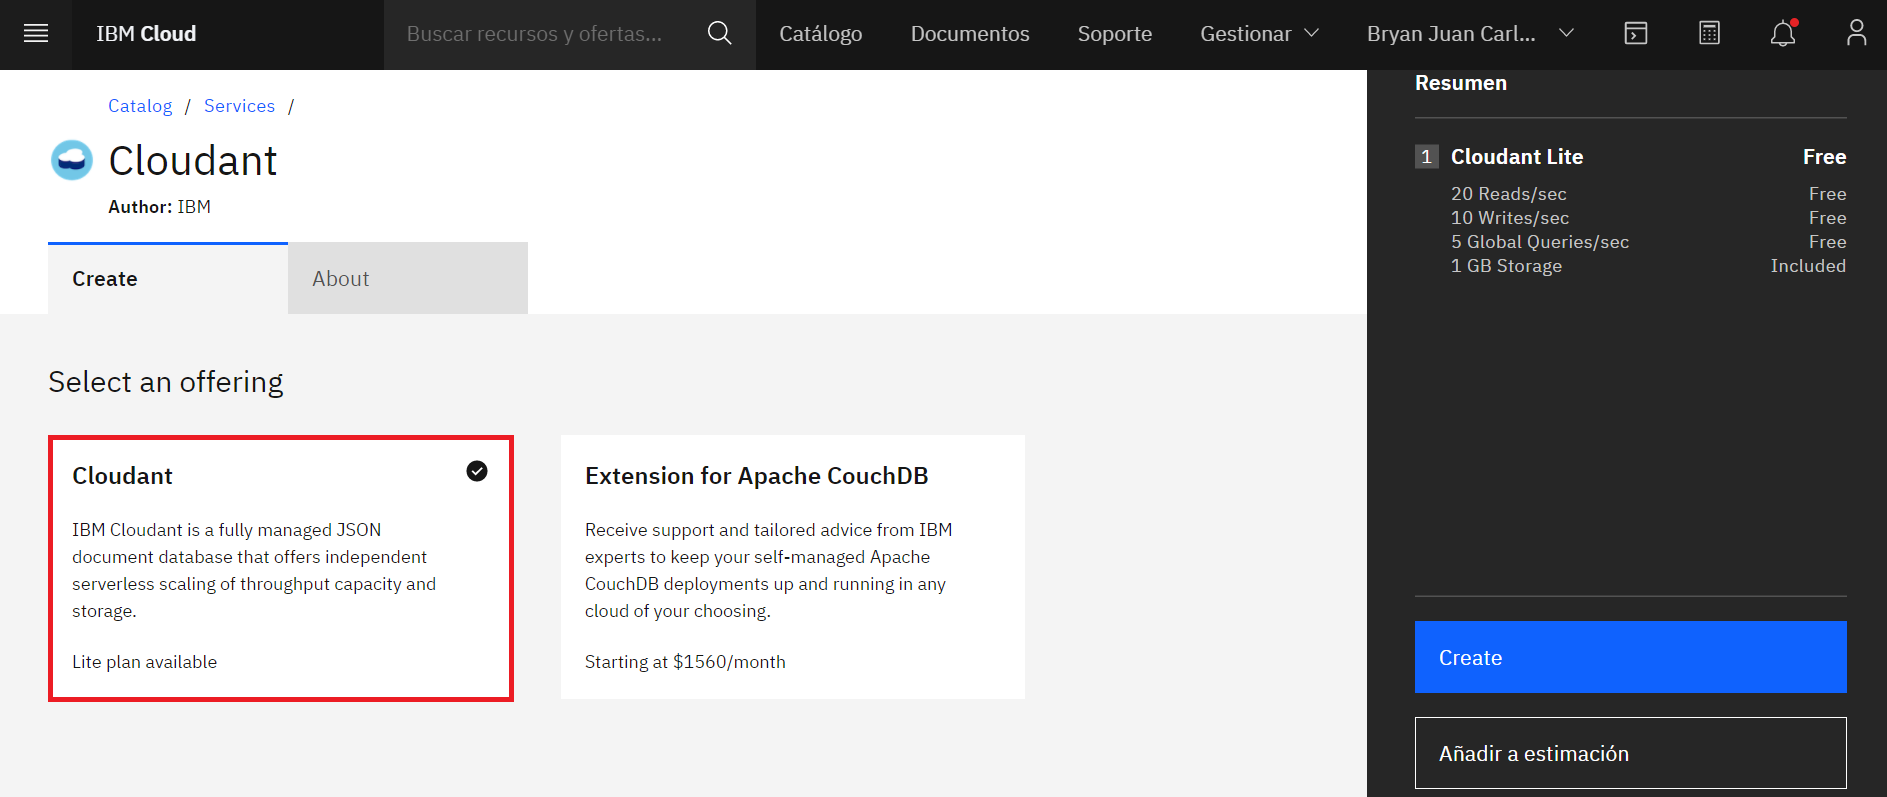 IBM Cloud
Buscar recursos y ofertas...
Catálogo
Documentos
Soporte
Gestionar
Bryan Juan Carl...
Catalog / Services /
Cloudant
Author: IBM
Create
About
Select an offering
Cloudant
IBM Cloudant is a fully managed JSON
document database that offers independent
serverless scaling of throughput capacity and
storage.
Lite plan available
Extension for Apache CouchDB
Receive support and tailored advice from IBM
experts to keep your self-managed Apache
CouchDB deployments up and running in any
cloud of your choosing.
Starting at $1560/month
Resumen
1 Cloudant Lite Free
20 Reads/sec Free
10 Writes/sec Free
5 Global Queries/sec Free
1 GB Storage Included
Create
Añadir a estimación